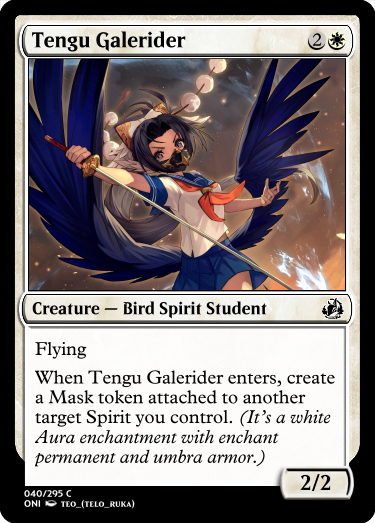 Tengu Galerider 2
Creature — Bird Spirit Student
Flying
When Tengu Galerider enters, create
a Mask token attached to another
target Spirit you control. (It's a white
Aura enchantment with enchant
permanent and umbra armor.)
2/2
040/295 C
ONI TEO_(TELO_RUKA)